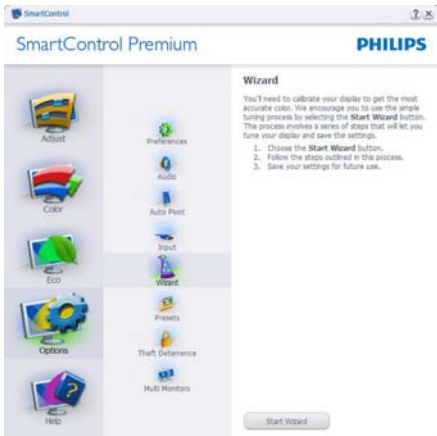 SmartControl
SmartControl Premium
PHILIPS
Adjust
Color
Eco
Options
Help
Preferences
Audio
Auto Pivot
Input
Wizard
Presets
Theft Deterrence
Multi Monitors
Wizard
You'll need to calibrate your display to get the most
accurate color. We encourage you to use the simple
tuning process by selecting the Start Wizard button.
This process involves a series of steps that will let you
tune your display and save the settings.
1. Choose the Start Wizard button.
2. Follow the steps outlined in this process.
3. Save your settings for future use.
Start Wizard